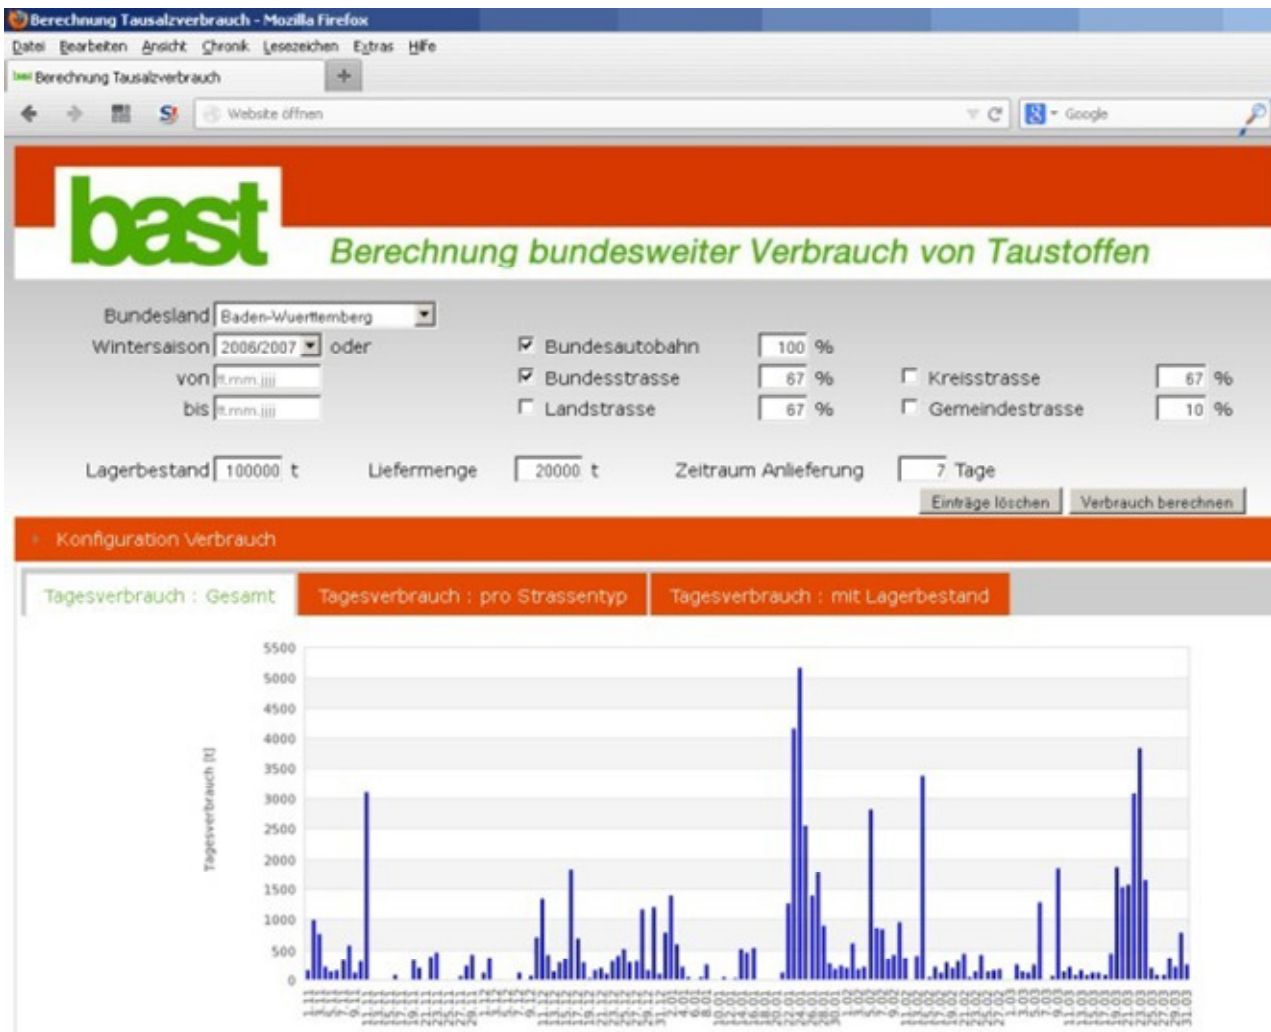 Berechnung Tausalzverbrauch - Mozilla Firefox
Datei Bearbeiten Ansicht Chronik Lesezeichen Extras Hilfe
bast Berechnung Tausalzverbrauch +
S! Website öffnen 8 Google
bast
Berechnung bundesweiter Verbrauch von Taustoffen
Bundesland Baden-Wuerttemberg
Wintersaison 2006/2007 oder Bundesautobahn 100 %
von tt.mm.jjjj Bundesstrasse 67 % Kreisstrasse 67 %
bis tt.mm.jjjj Landstrasse 67 % Gemeindestrasse 10 %
Lagerbestand 100000 t Liefermenge 20000 t Zeitraum Anlieferung 7 Tage
Einträge löschen Verbrauch berechnen
Konfiguration Verbrauch
Tagesverbrauch : Gesamt Tagesverbrauch : pro Strassentyp Tagesverbrauch : mit Lagerbestand
5500
5000
4500
4000
3500
3000
2500
2000
1500
1000
500
0
Tagesverbrauch [t]